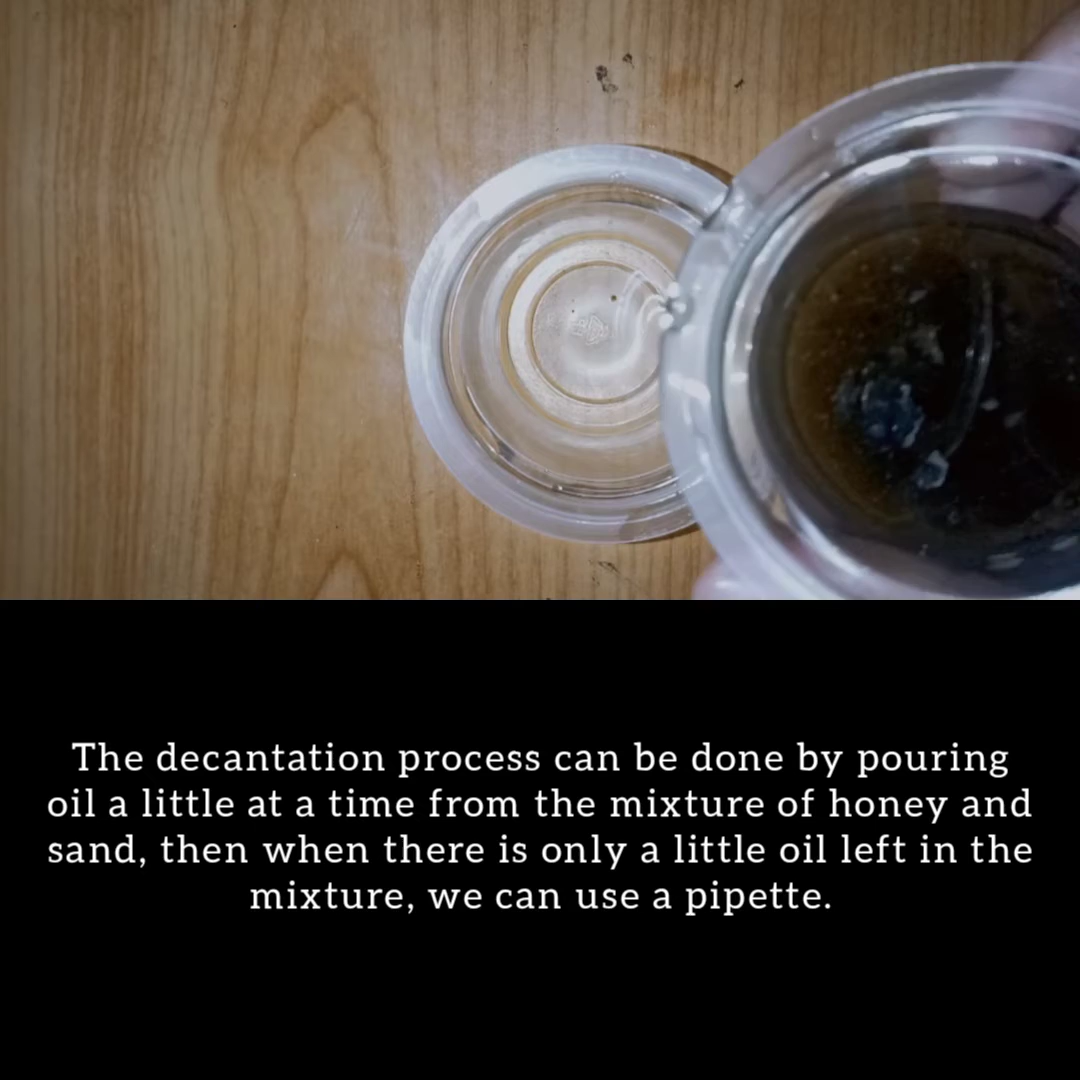 The decantation process can be done by pouring
oil a little at a time from the mixture of honey and
sand, then when there is only a little oil left in the
mixture, we can use a pipette.